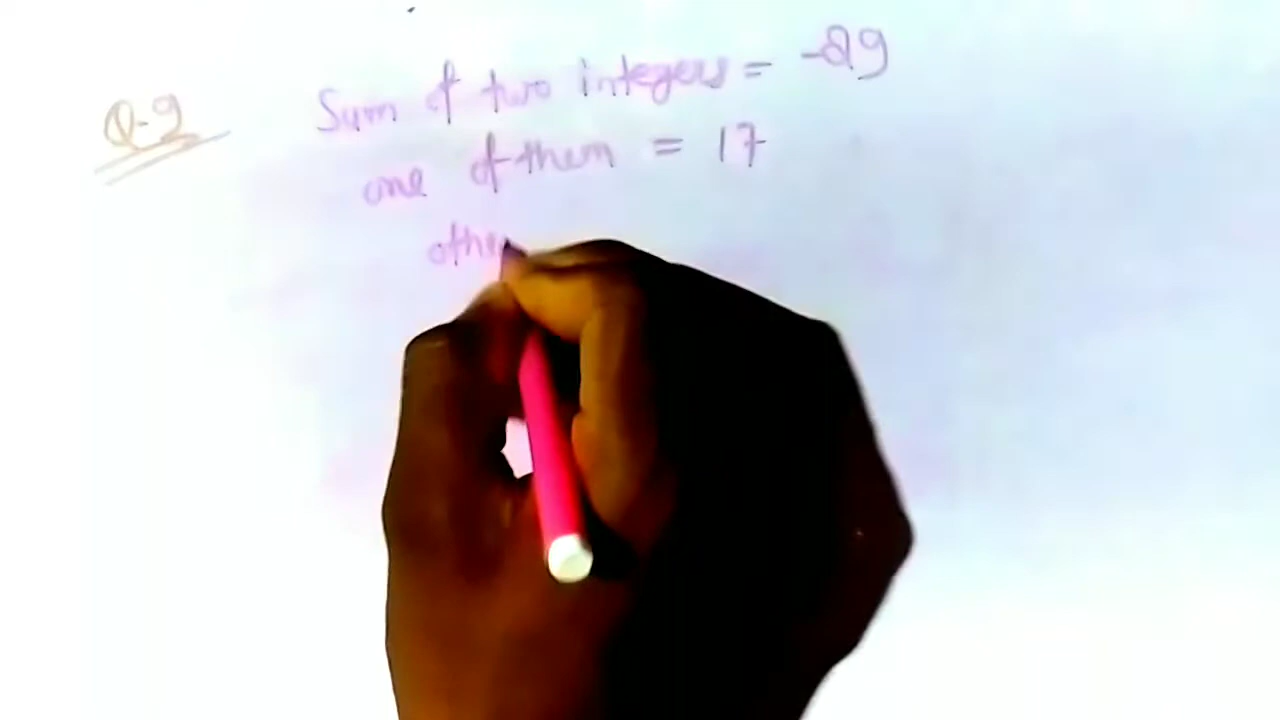 Q-9 Sum of two integers = -29
one of them = 17
othe